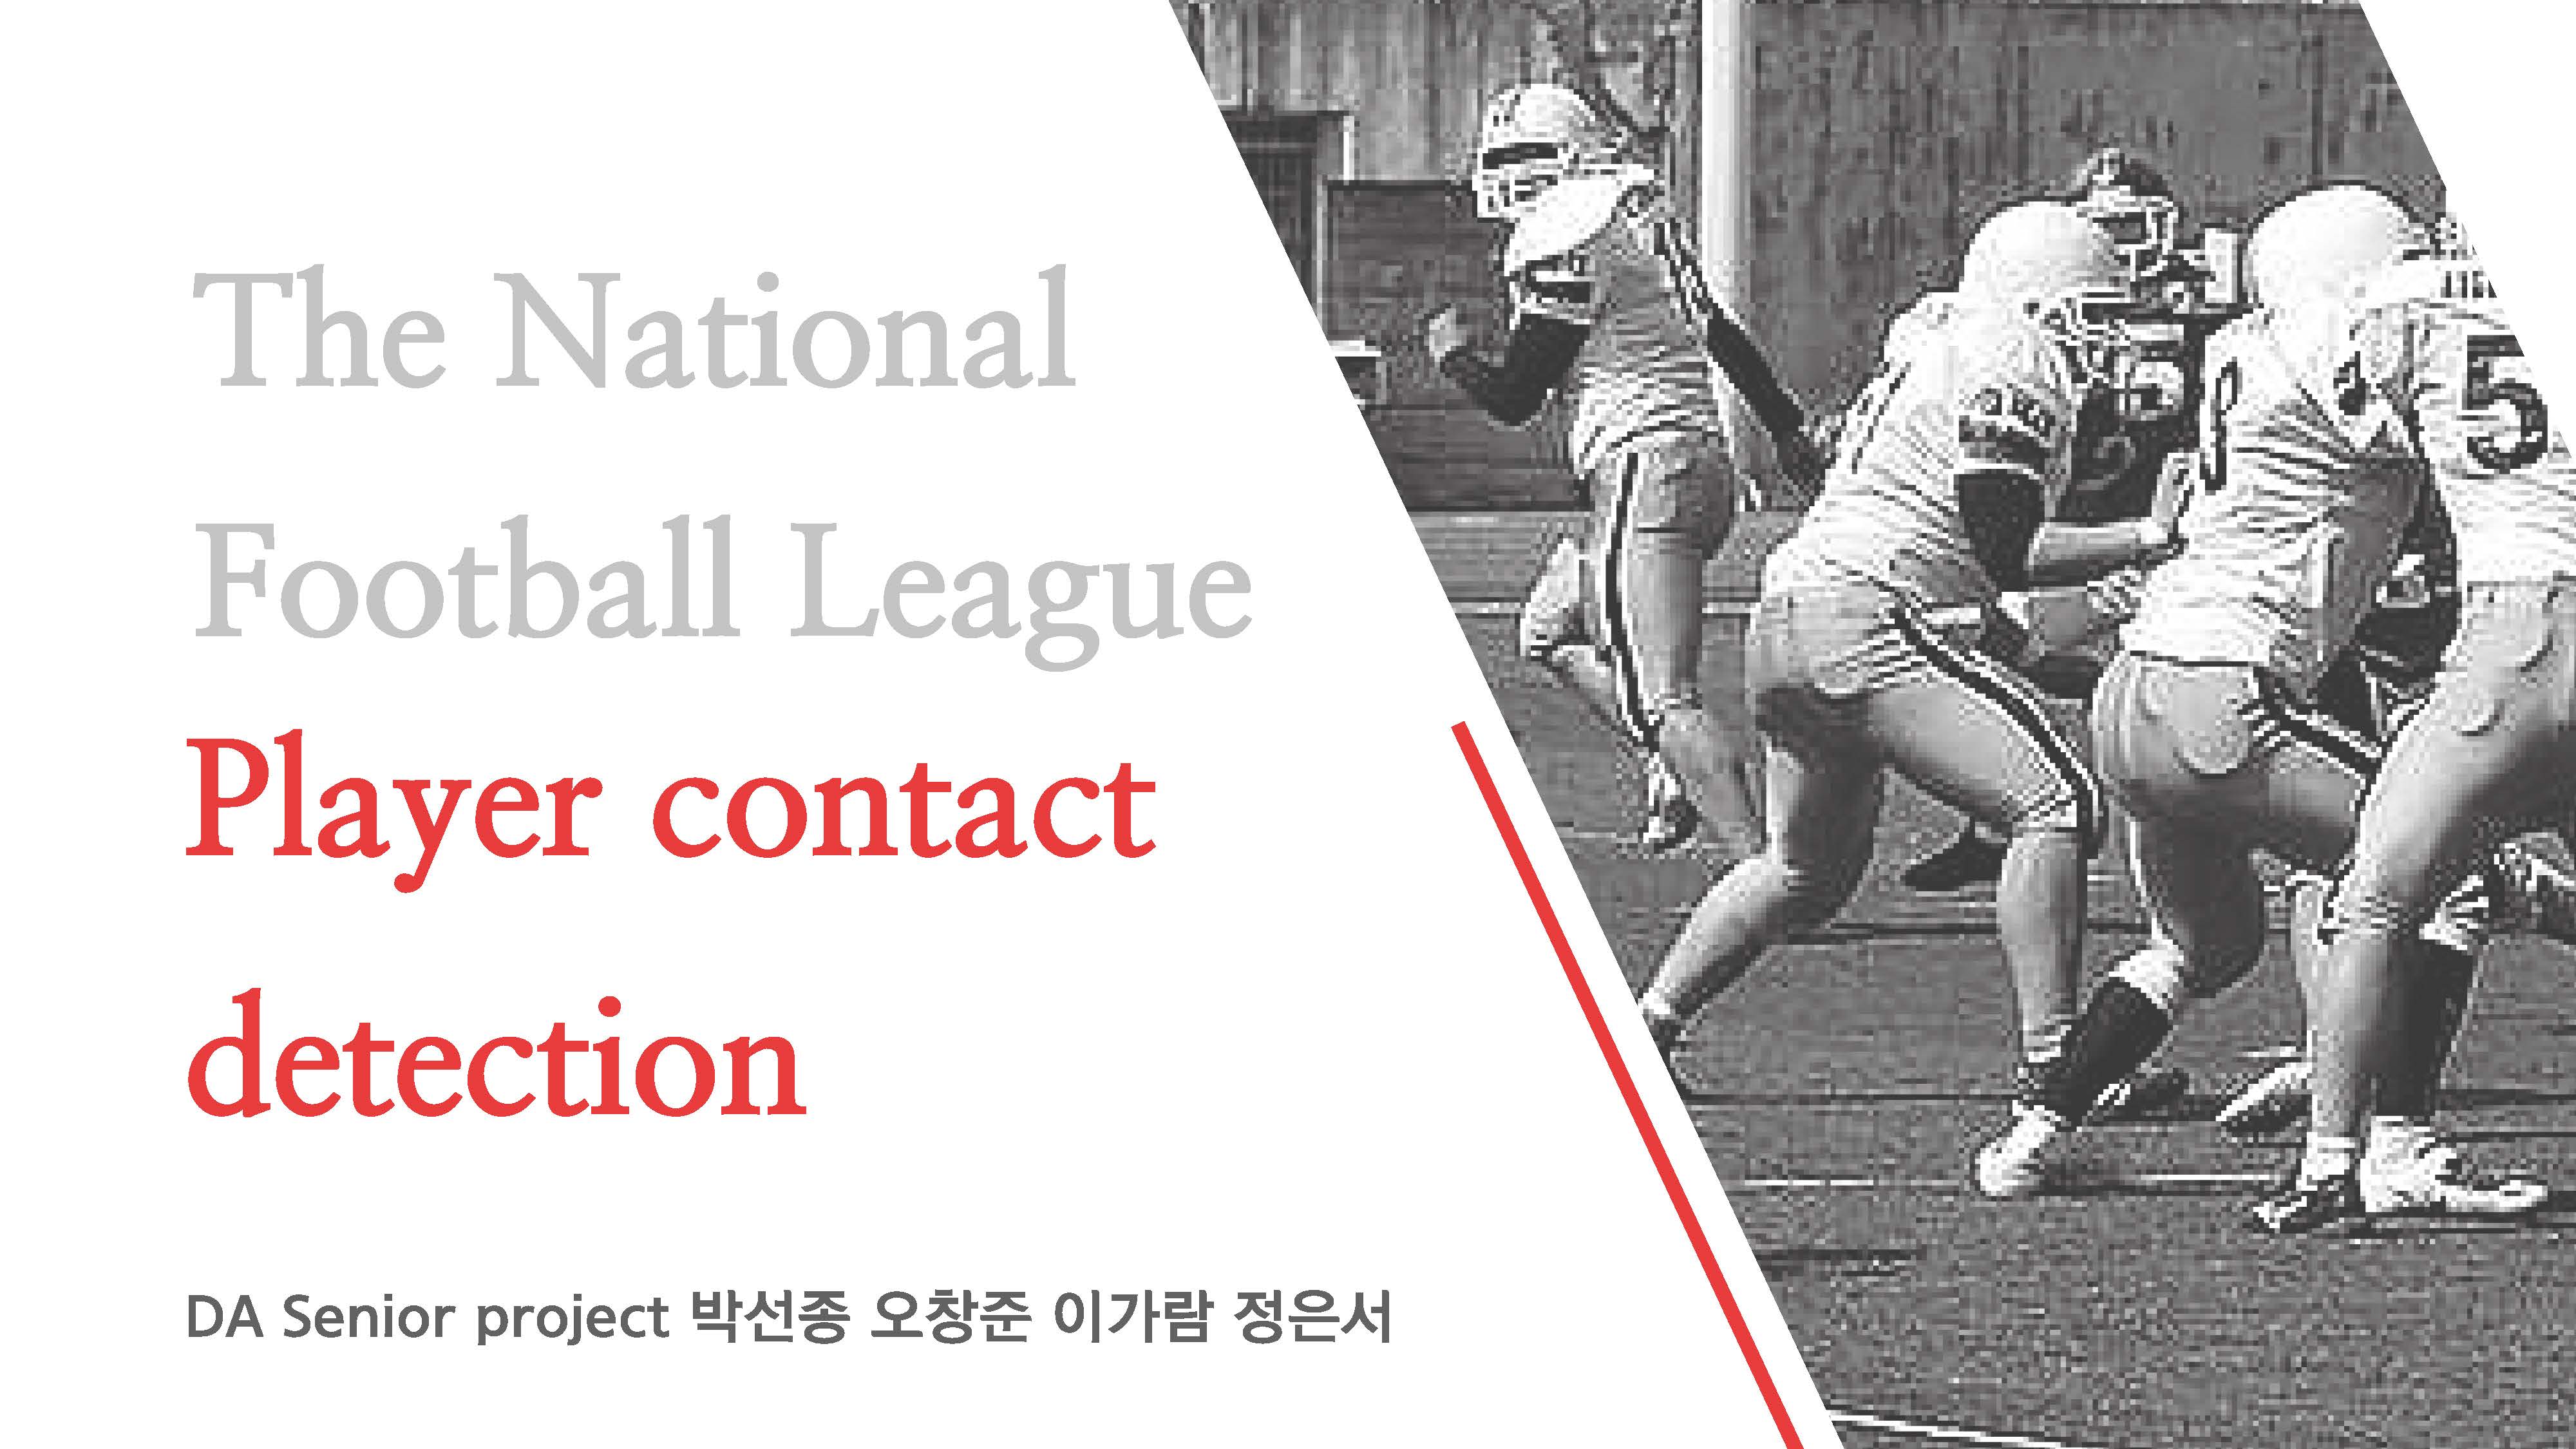 The National
Football League
Player contact
detection
DA Senior project 박선종 오창준 이가람 정은서
5